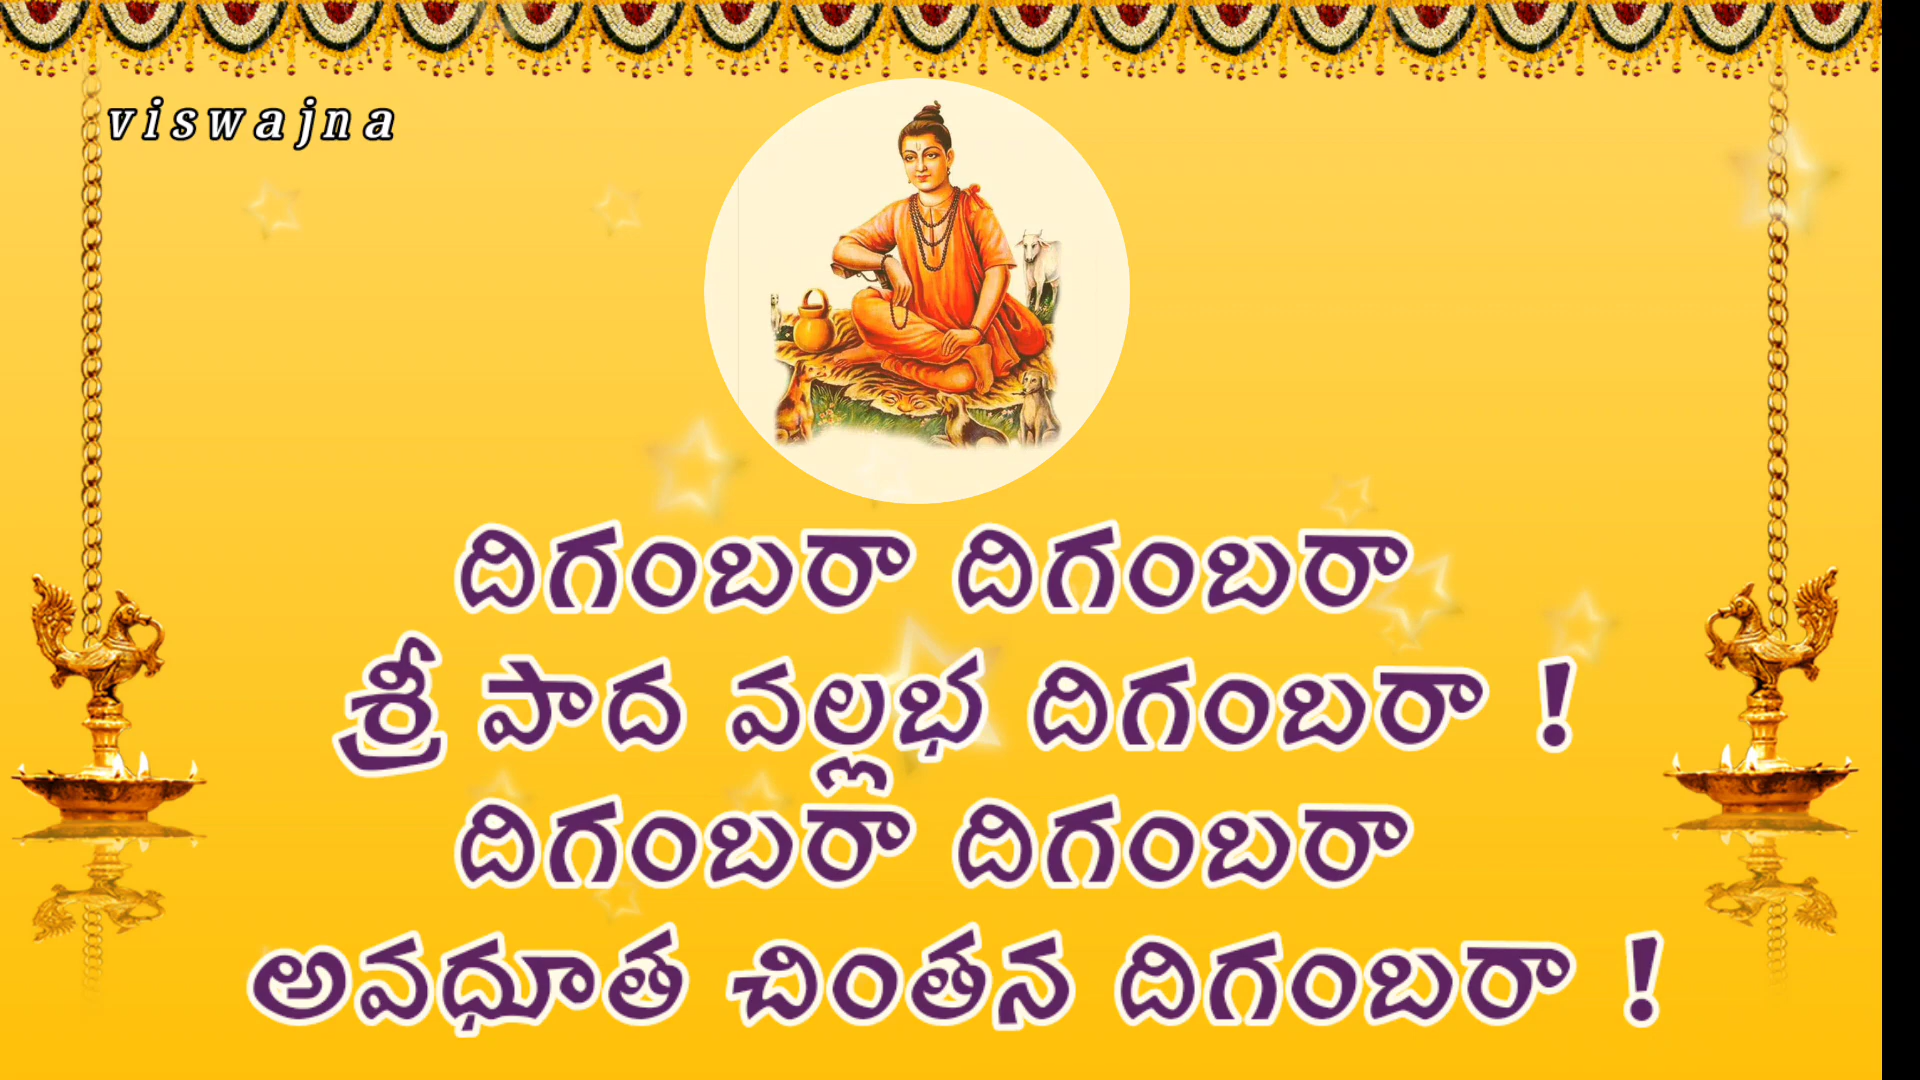 viswajna
దిగంబరా దిగంబరా
శ్రీ పాద వల్లభ దిగంబరా !
దిగంబరా దిగంబరా
అవధూత చింతన దిగంబరా !